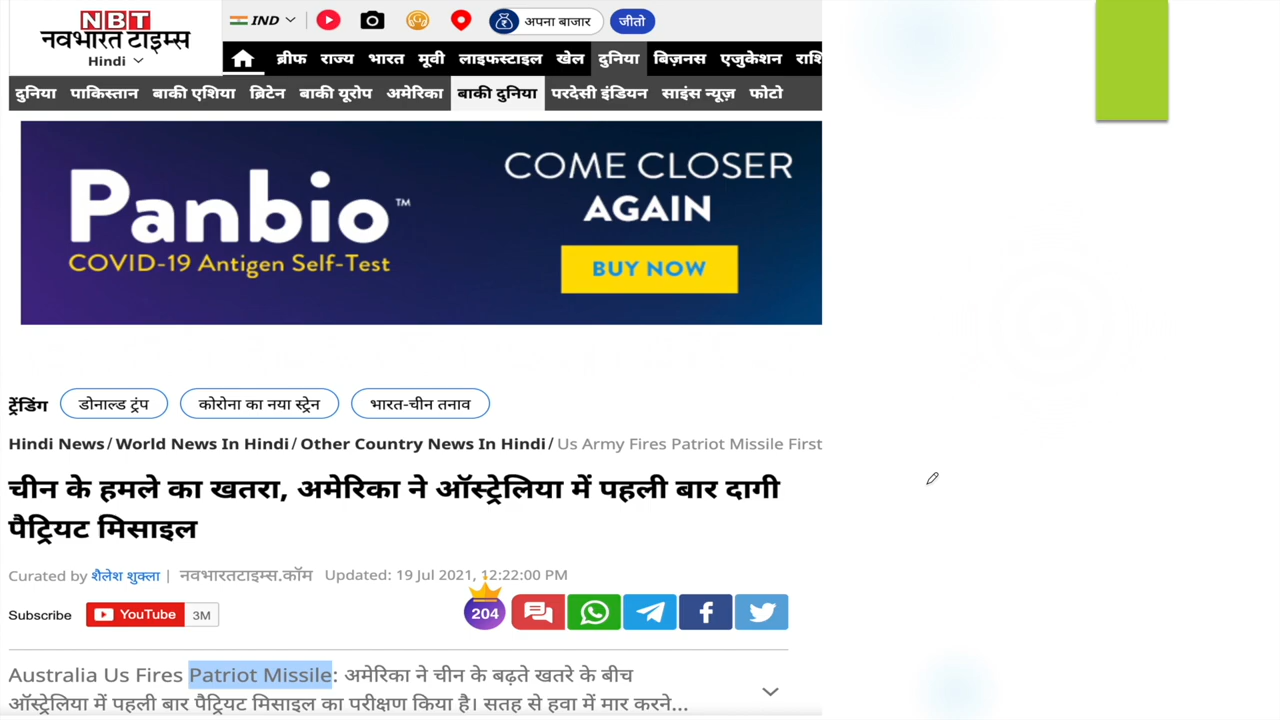 NBT
नवभारत टाइम्स
Hindi
IND
अपना बाजार
जीतो
ब्रीफ राज्य भारत मूवी लाइफस्टाइल खेल दुनिया बिज़नस एजुकेशन राशि
दुनिया पाकिस्तान बाकी एशिया ब्रिटेन बाकी यूरोप अमेरिका बाकी दुनिया परदेसी इंडियन साइंस न्यूज़ फोटो
Panbio™
COVID-19 Antigen Self-Test
COME CLOSER
AGAIN
BUY NOW
ट्रेंडिंग डोनाल्ड ट्रंप कोरोना का नया स्ट्रेन भारत-चीन तनाव
Hindi News / World News In Hindi / Other Country News In Hindi / Us Army Fires Patriot Missile First
चीन के हमले का खतरा, अमेरिका ने ऑस्ट्रेलिया में पहली बार दागी
पैट्रियट मिसाइल
Curated by शैलेश शुक्ला | नवभारतटाइम्स.कॉम Updated: 19 Jul 2021, 12:22:00 PM
Subscribe YouTube 3M
204
Australia Us Fires Patriot Missile: अमेरिका ने चीन के बढ़ते खतरे के बीच
ऑस्ट्रेलिया में पहली बार पैट्रियट मिसाइल का परीक्षण किया है। सतह से हवा में मार करने...